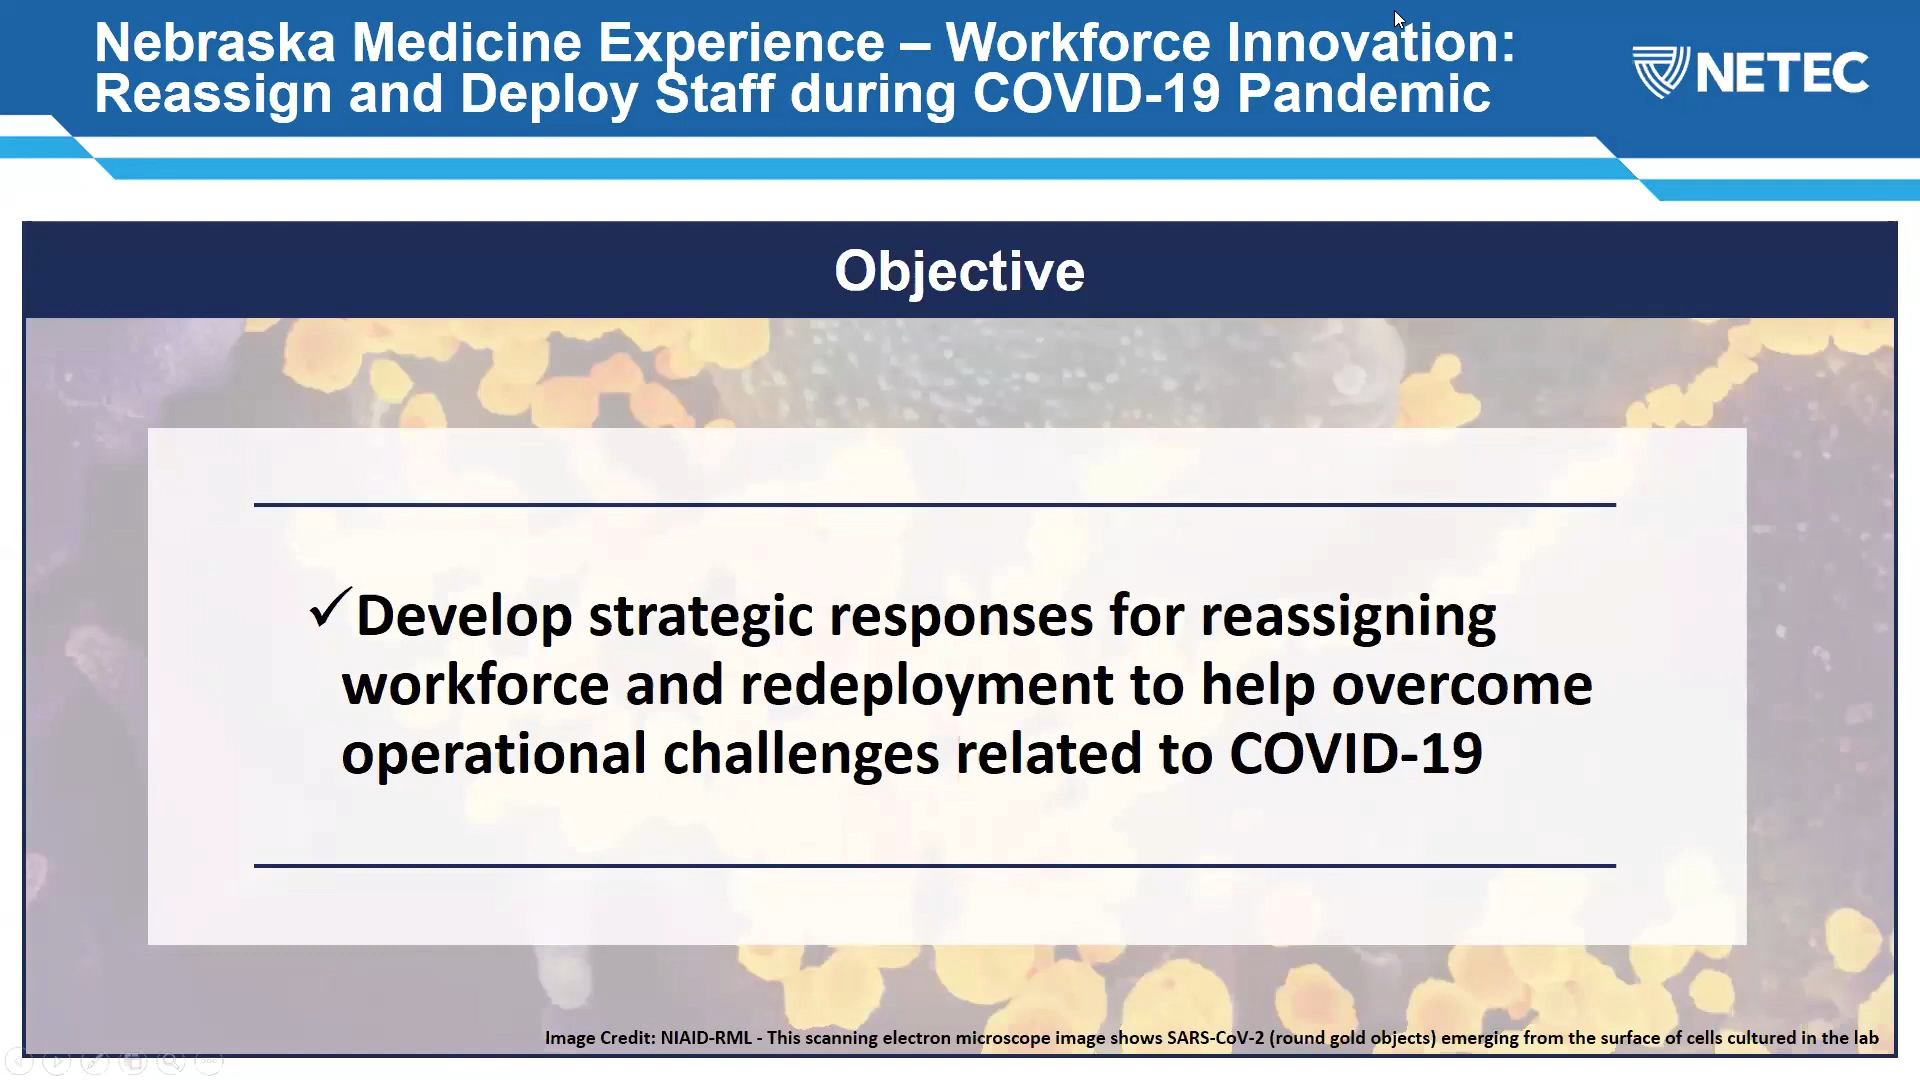 Nebraska Medicine Experience – Workforce Innovation:
Reassign and Deploy Staff during COVID-19 Pandemic
NETEC
Objective
✓Develop strategic responses for reassigning
workforce and redeployment to help overcome
operational challenges related to COVID-19
Image Credit: NIAID-RML - This scanning electron microscope image shows SARS-CoV-2 (round gold objects) emerging from the surface of cells cultured in the lab